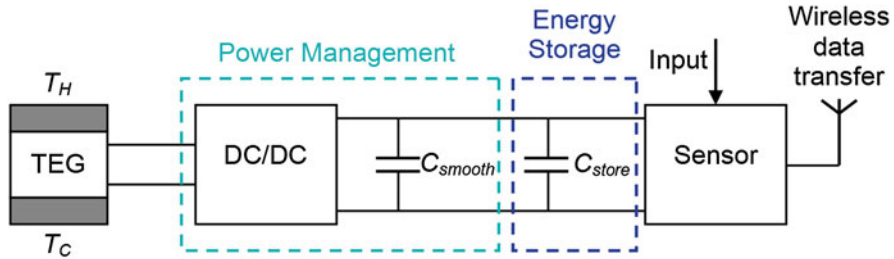 Power Management
Energy
Storage
Wireless
data
transfer
Input
T_H
TEG
T_C
DC/DC
C_smooth
C_store
Sensor